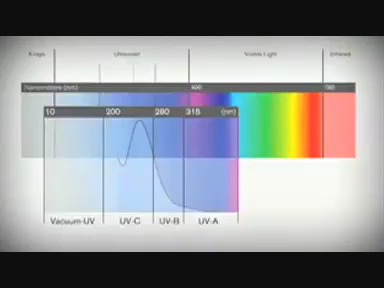 X-rays Ultraviolet Visible Light Infrared
Nanometers (nm) 400 780
10 200 280 315 (nm)
Vacuum-UV UV-C UV-B UV-A